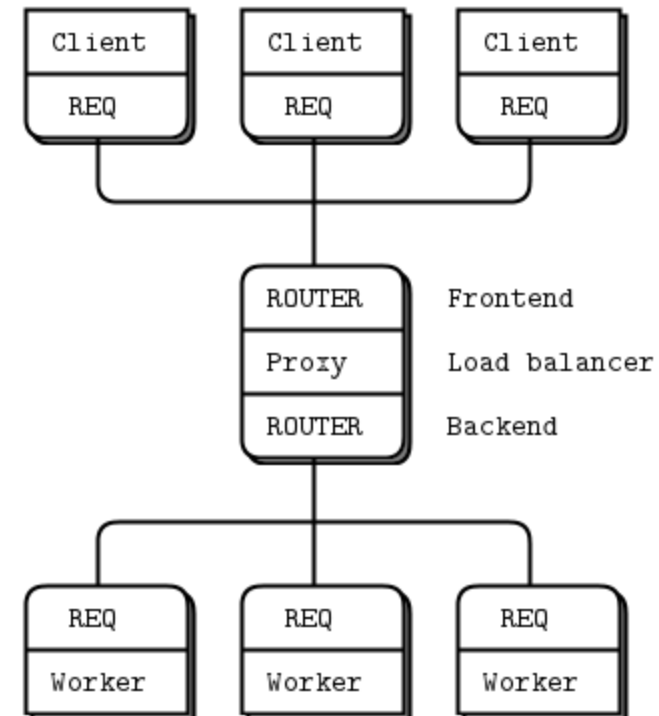 Client Client Client
REQ REQ REQ
ROUTER Frontend
Proxy Load balancer
ROUTER Backend
REQ REQ REQ
Worker Worker Worker